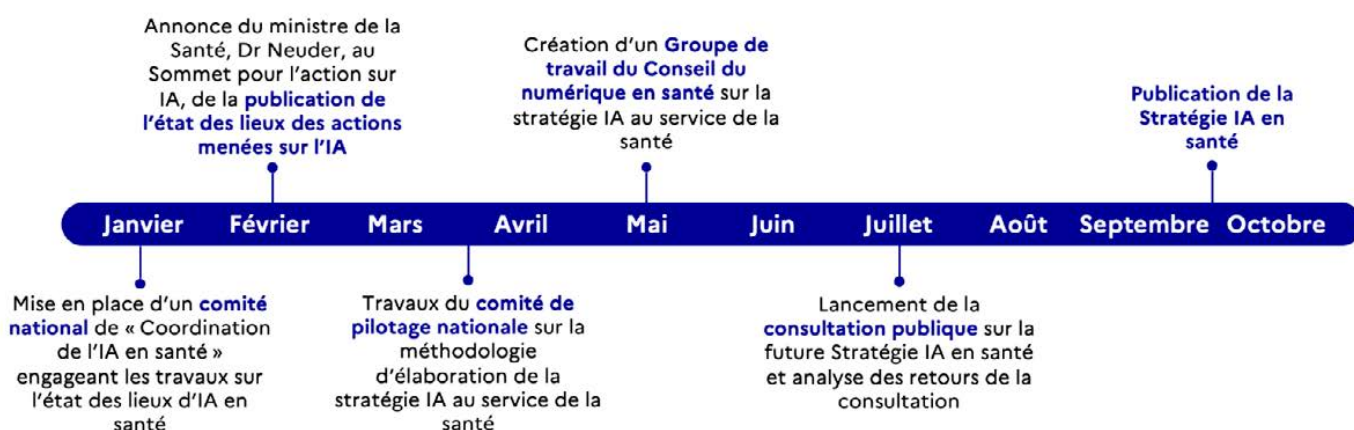 Annonce du ministre de la
Santé, Dr Neuder, au
Sommet pour l'action sur
IA, de la publication de
l'état des lieux des actions
menées sur l'IA
Création d'un Groupe de
travail du Conseil du
numérique en santé sur la
stratégie IA au service de la
santé
Publication de la
Stratégie IA en
santé
Janvier Février Mars Avril Mai Juin Juillet Août Septembre Octobre
Mise en place d'un comité
national de « Coordination
de l'IA en santé »
engageant les travaux sur
l'état des lieux d'IA en
santé
Travaux du comité de
pilotage nationale sur la
méthodologie
d'élaboration de la
stratégie IA au service de la
santé
Lancement de la
consultation publique sur la
future Stratégie IA en santé
et analyse des retours de la
consultation